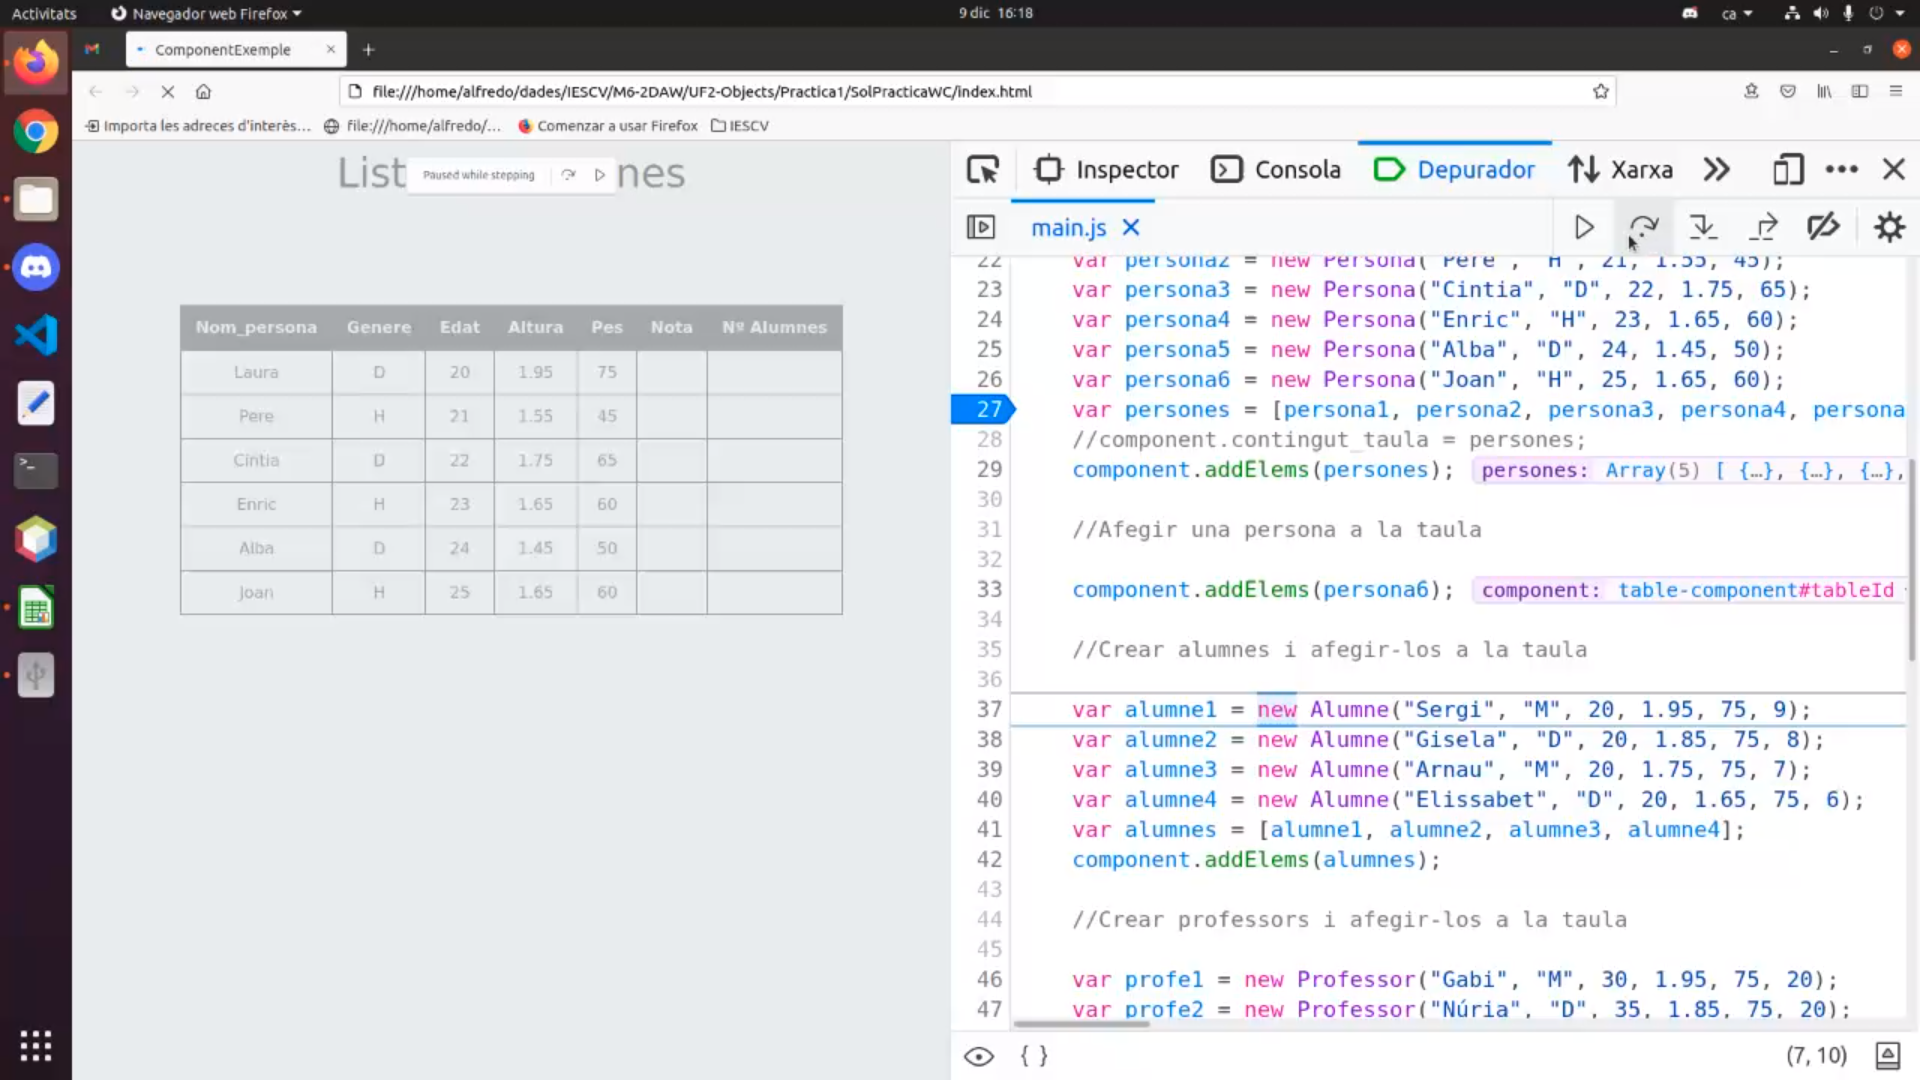 Activitats
Navegador web Firefox
9 dic 16:18
ca
ComponentExemple
file:///home/alfredo/dades/IESCV/M6-2DAW/UF2-Objects/Practica1/SolPracticaWC/index.html
Importa les adreces d'interès...
file:///home/alfredo/...
Comenzar a usar Firefox
IESCV
List
Paused while stepping
nes
Nom_persona Genere Edat Altura Pes Nota Nº Alumnes
Laura D 20 1.95 75
Pere H 21 1.55 45
Cintia D 22 1.75 65
Enric H 23 1.65 60
Alba D 24 1.45 50
Joan H 25 1.65 60
Inspector
Consola
Depurador
Xarxa
main.js
22 var persona2 = new Persona("Pere", "H", 21, 1.55, 45);
23 var persona3 = new Persona("Cintia", "D", 22, 1.75, 65);
24 var persona4 = new Persona("Enric", "H", 23, 1.65, 60);
25 var persona5 = new Persona("Alba", "D", 24, 1.45, 50);
26 var persona6 = new Persona("Joan", "H", 25, 1.65, 60);
27 var persones = [persona1, persona2, persona3, persona4, persona
28 //component.contingut_taula = persones;
29 component.addElems(persones); persones: Array(5) [ {…}, {…}, {…},
30
31 //Afegir una persona a la taula
32
33 component.addElems(persona6); component: table-component#tableId
34
35 //Crear alumnes i afegir-los a la taula
36
37 var alumne1 = new Alumne("Sergi", "M", 20, 1.95, 75, 9);
38 var alumne2 = new Alumne("Gisela", "D", 20, 1.85, 75, 8);
39 var alumne3 = new Alumne("Arnau", "M", 20, 1.75, 75, 7);
40 var alumne4 = new Alumne("Elissabet", "D", 20, 1.65, 75, 6);
41 var alumnes = [alumne1, alumne2, alumne3, alumne4];
42 component.addElems(alumnes);
43
44 //Crear professors i afegir-los a la taula
45
46 var profe1 = new Professor("Gabi", "M", 30, 1.95, 75, 20);
47 var profe2 = new Professor("Núria", "D", 35, 1.85, 75, 20);
{ }
(7, 10)